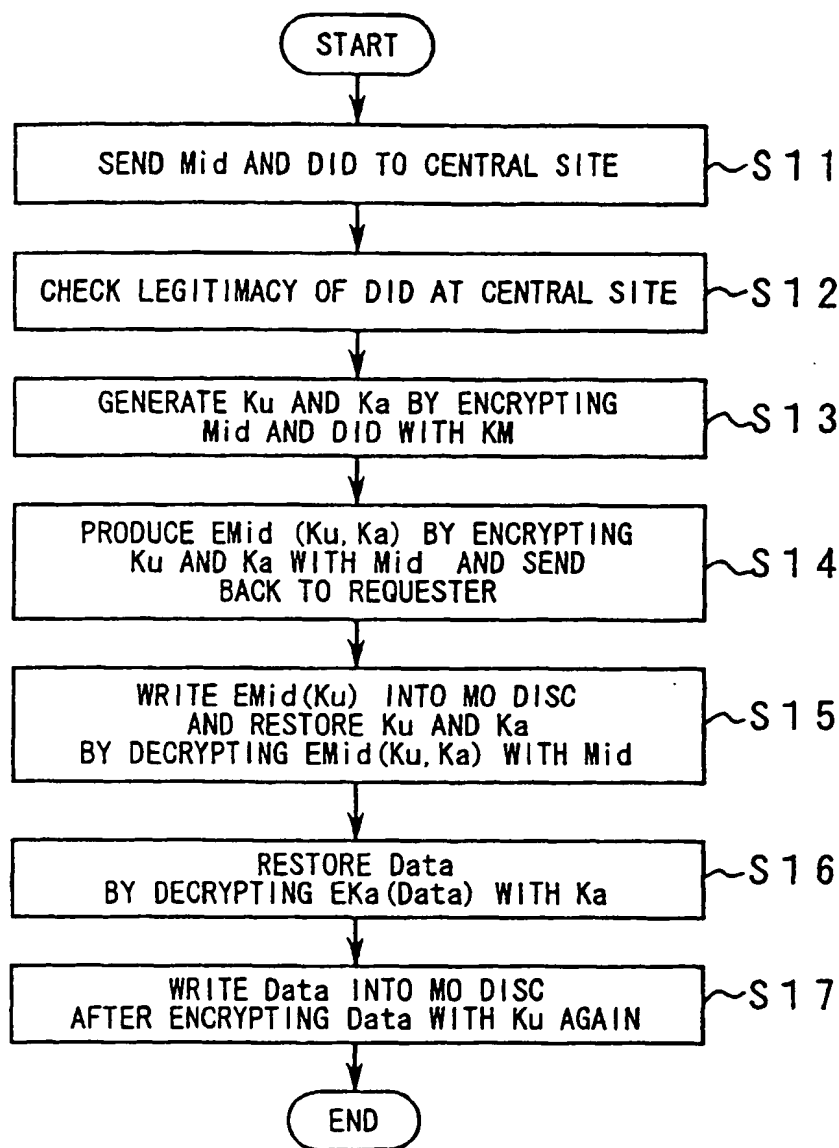 START
SEND Mid AND DID TO CENTRAL SITE
S11
CHECK LEGITIMACY OF DID AT CENTRAL SITE
S12
GENERATE Ku AND Ka BY ENCRYPTING
Mid AND DID WITH KM
S13
PRODUCE EMid (Ku,Ka) BY ENCRYPTING
Ku AND Ka WITH Mid AND SEND
BACK TO REQUESTER
S14
WRITE EMid(Ku) INTO MO DISC
AND RESTORE Ku AND Ka
BY DECRYPTING EMid(Ku,Ka) WITH Mid
S15
RESTORE Data
BY DECRYPTING EKa(Data) WITH Ka
S16
WRITE Data INTO MO DISC
AFTER ENCRYPTING Data WITH Ku AGAIN
S17
END